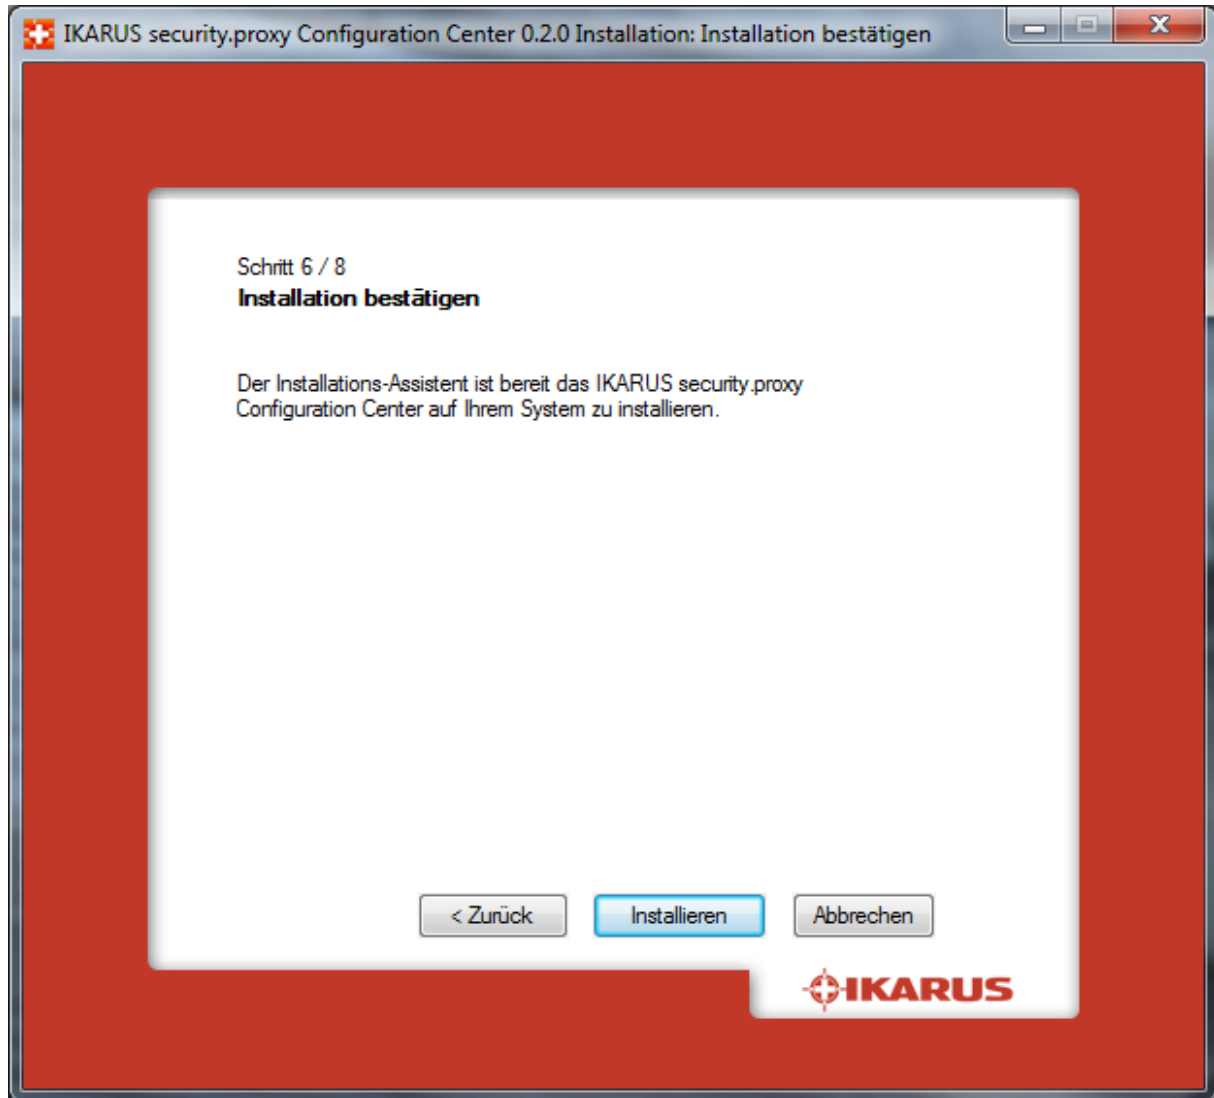 IKARUS security.proxy Configuration Center 0.2.0 Installation: Installation bestätigen
Schritt 6 / 8
Installation bestätigen
Der Installations-Assistent ist bereit das IKARUS security.proxy
Configuration Center auf Ihrem System zu installieren.
< Zurück Installieren Abbrechen
IKARUS